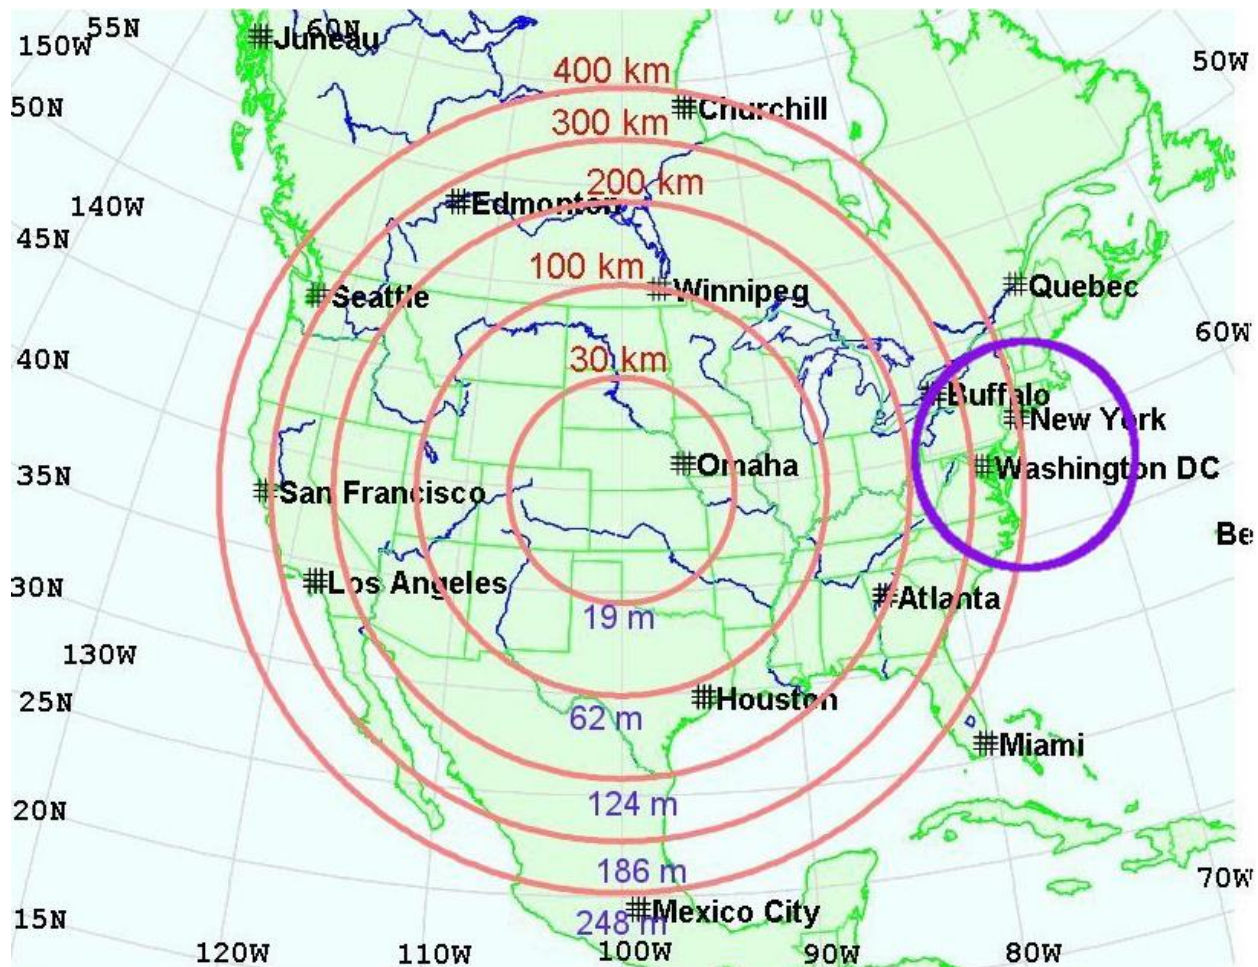 55N
60N
150W
Juneau
50W
400 km
50N
Churchill
300 km
200 km
140W
Edmonton
45N
100 km
Winnipeg
Quebec
Seattle
60W
40N
30 km
Buffalo
New York
Omaha
Washington DC
35N
San Francisco
Be
30N
Los Angeles
Atlanta
19 m
130W
25N
Houston
62 m
Miami
20N
124 m
186 m
70W
15N
248 m
Mexico City
120W
110W
100W
90W
80W